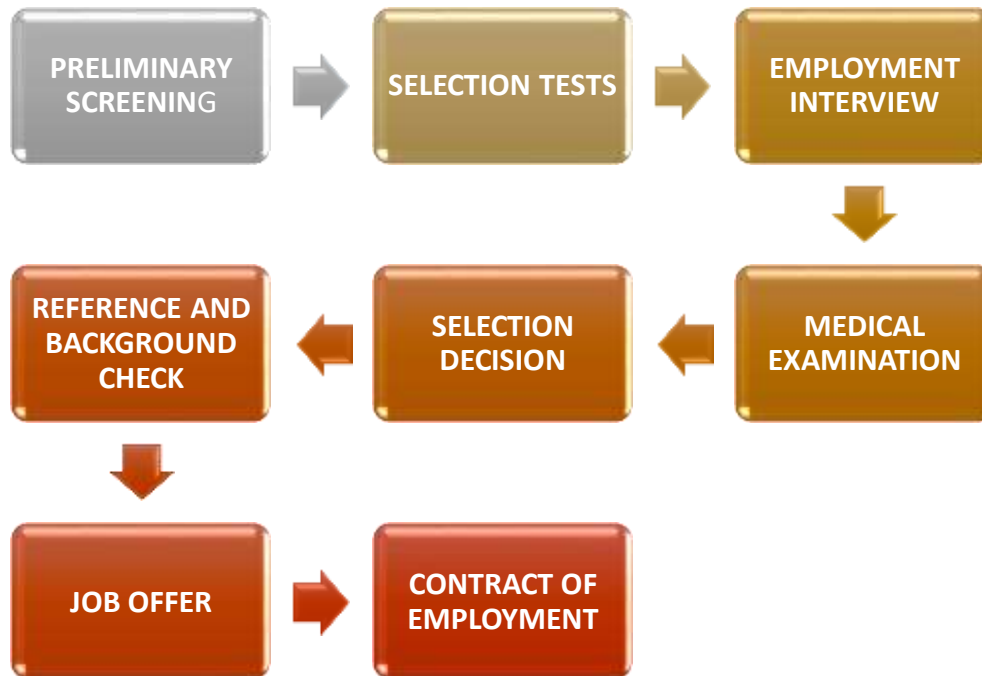 PRELIMINARY
SCREENING
SELECTION TESTS
EMPLOYMENT
INTERVIEW
MEDICAL
EXAMINATION
SELECTION
DECISION
REFERENCE AND
BACKGROUND
CHECK
JOB OFFER
CONTRACT OF
EMPLOYMENT